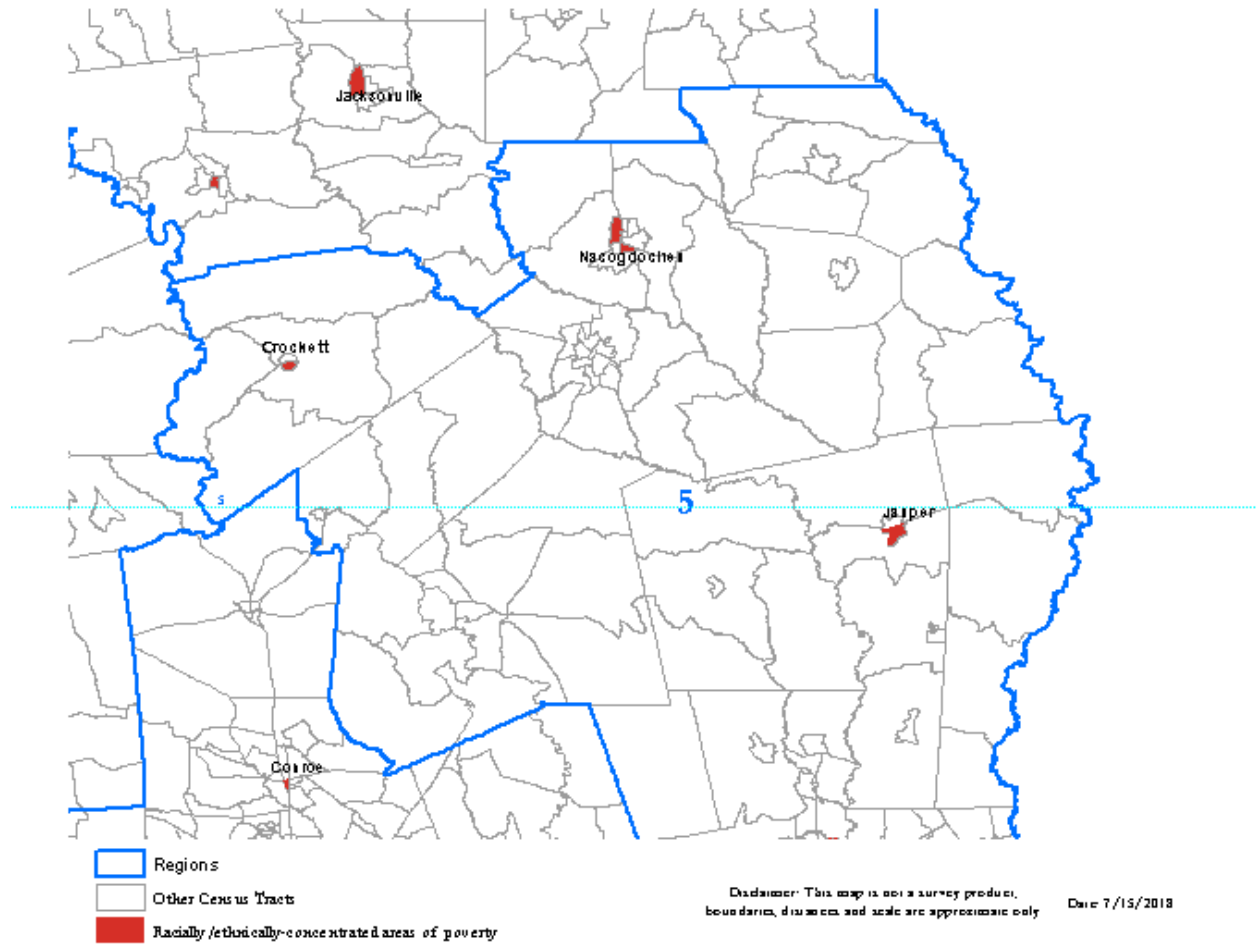 Jacksonville
Nacogdoches
Crockett
5
5
Jasper
Conroe
Regions
Other Census Tracts
Racially/ethnically-concentrated areas of poverty
Disclaimer: This map is not a survey product,
boundaries, distances and scale are approximate only
Date: 7/15/2018